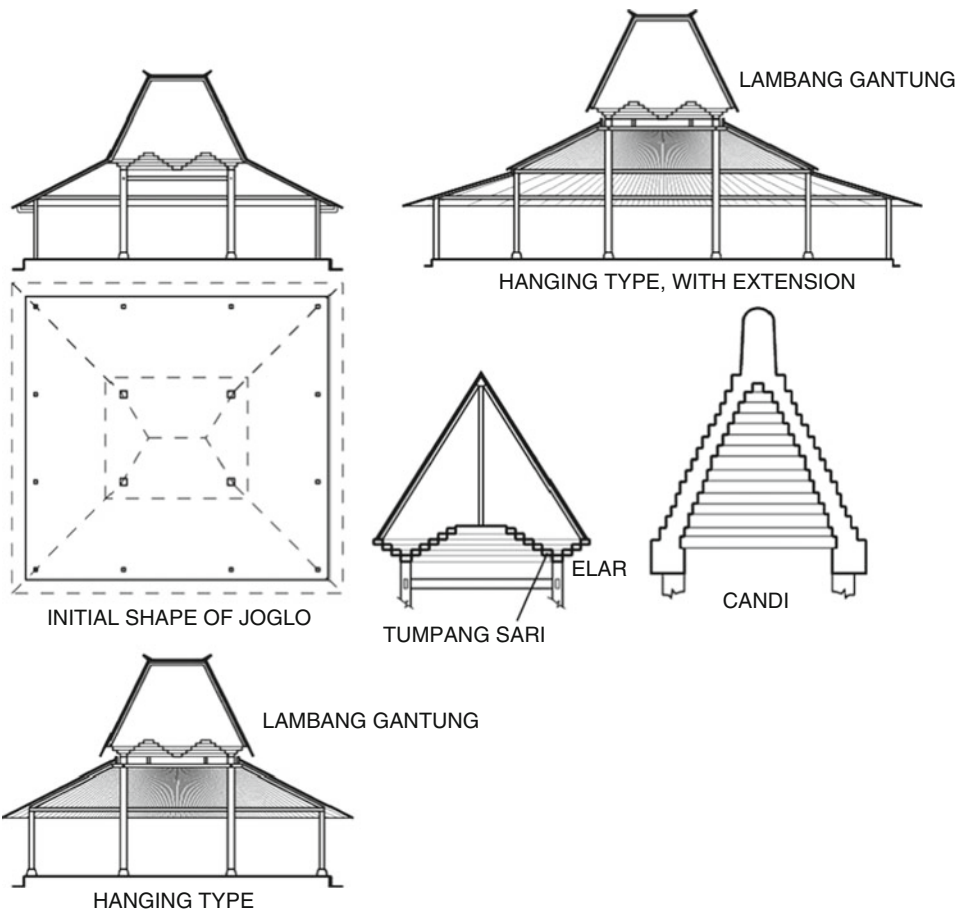 LAMBANG GANTUNG
HANGING TYPE, WITH EXTENSION
INITIAL SHAPE OF JOGLO
ELAR
TUMPANG SARI
CANDI
LAMBANG GANTUNG
HANGING TYPE